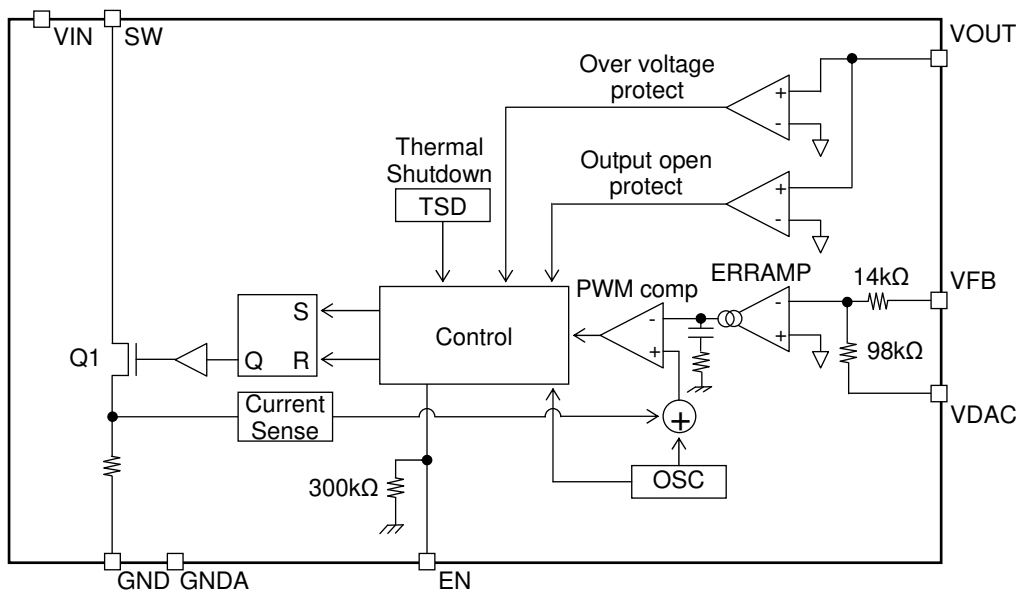 VIN
SW
VOUT
Over voltage
protect
+
-
Thermal
Shutdown
TSD
Output open
protect
+
-
ERRAMP
14kΩ
VFB
PWM comp
-
+
-
+
98kΩ
VDAC
S
Q
R
Control
Q1
Current
Sense
+
OSC
300kΩ
GND
GNDA
EN